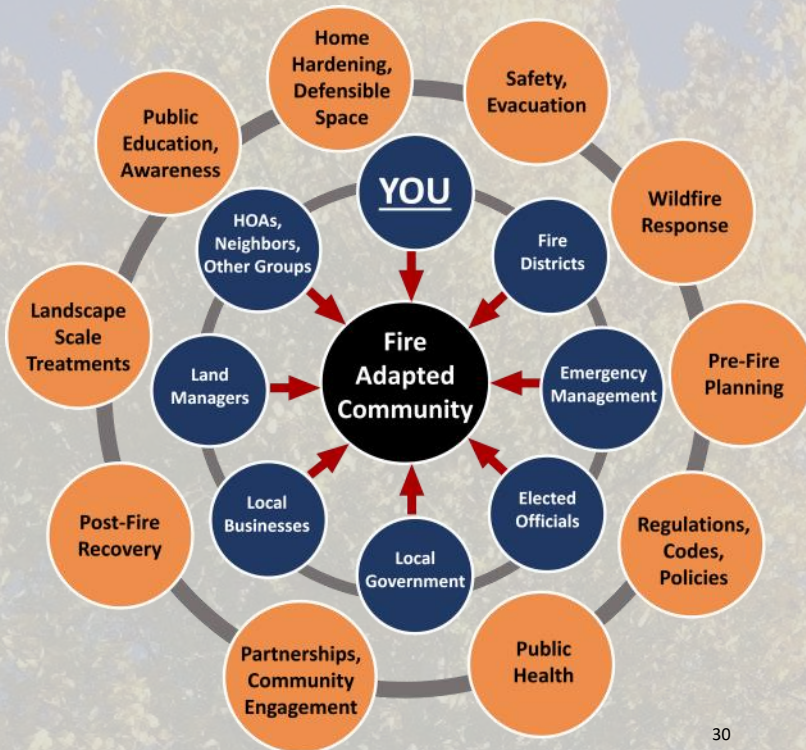 Home
Hardening,
Defensible
Space
Safety,
Evacuation
Wildfire
Response
Pre-Fire
Planning
Regulations,
Codes,
Policies
Public
Health
Partnerships,
Community
Engagement
Post-Fire
Recovery
Landscape
Scale
Treatments
Public
Education,
Awareness
YOU
Fire
Districts
Emergency
Management
Elected
Officials
Local
Government
Local
Businesses
Land
Managers
HOAs,
Neighbors,
Other Groups
Fire
Adapted
Community
30